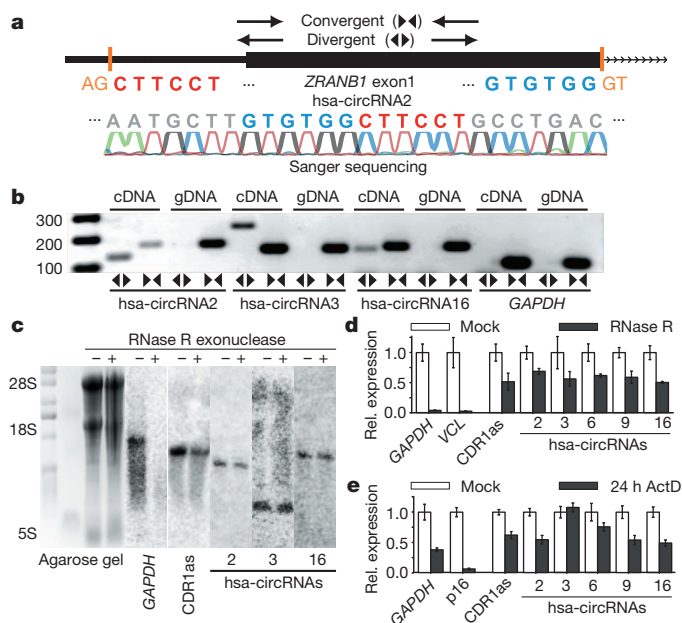 a
Convergent (▶◀)
Divergent (◀▶)
AG CTTCCT ... ZRANB1 exon1 ... GTGTGG GT
hsa-circRNA2
... AATGCTTGTGTGGCTTCCTGCCTGAC ...
Sanger sequencing
b
cDNA gDNA cDNA gDNA cDNA gDNA cDNA gDNA
300
200
100
hsa-circRNA2 hsa-circRNA3 hsa-circRNA16 GAPDH
c
RNase R exonuclease
– + – + – + – + – + – +
28S
18S
5S
Agarose gel GAPDH CDR1as 2 3 16
hsa-circRNAs
d
Mock RNase R
Rel. expression
1.0
0.5
0.0
GAPDH VCL CDR1as 2 3 6 9 16
hsa-circRNAs
e
Mock 24 h ActD
Rel. expression
1.0
0.5
0.0
GAPDH p16 CDR1as 2 3 6 9 16
hsa-circRNAs